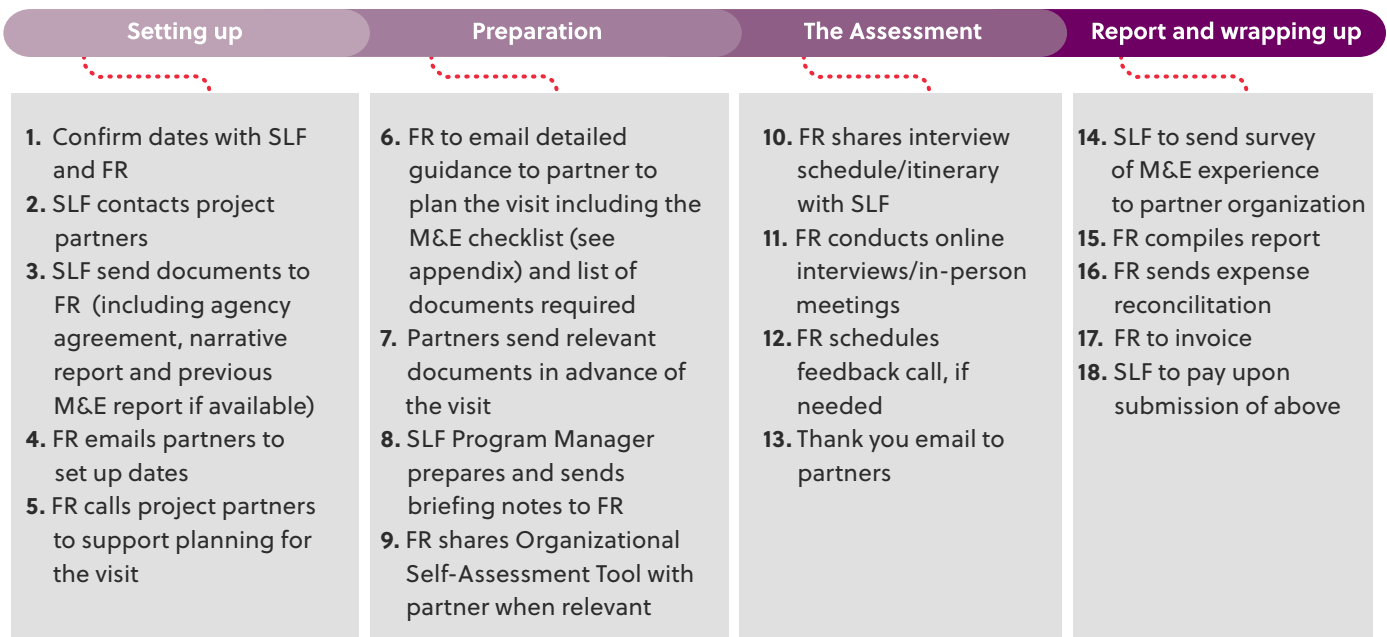 Setting up
Preparation
The Assessment
Report and wrapping up
1. Confirm dates with SLF
and FR
2. SLF contacts project
partners
3. SLF send documents to
FR (including agency
agreement, narrative
report and previous
M&E report if available)
4. FR emails partners to
set up dates
5. FR calls project partners
to support planning for
the visit
6. FR to email detailed
guidance to partner to
plan the visit including the
M&E checklist (see
appendix) and list of
documents required
7. Partners send relevant
documents in advance of
the visit
8. SLF Program Manager
prepares and sends
briefing notes to FR
9. FR shares Organizational
Self-Assessment Tool with
partner when relevant
10. FR shares interview
schedule/itinerary
with SLF
11. FR conducts online
interviews/in-person
meetings
12. FR schedules
feedback call, if
needed
13. Thank you email to
partners
14. SLF to send survey
of M&E experience
to partner organization
15. FR compiles report
16. FR sends expense
reconcilitation
17. FR to invoice
18. SLF to pay upon
submission of above